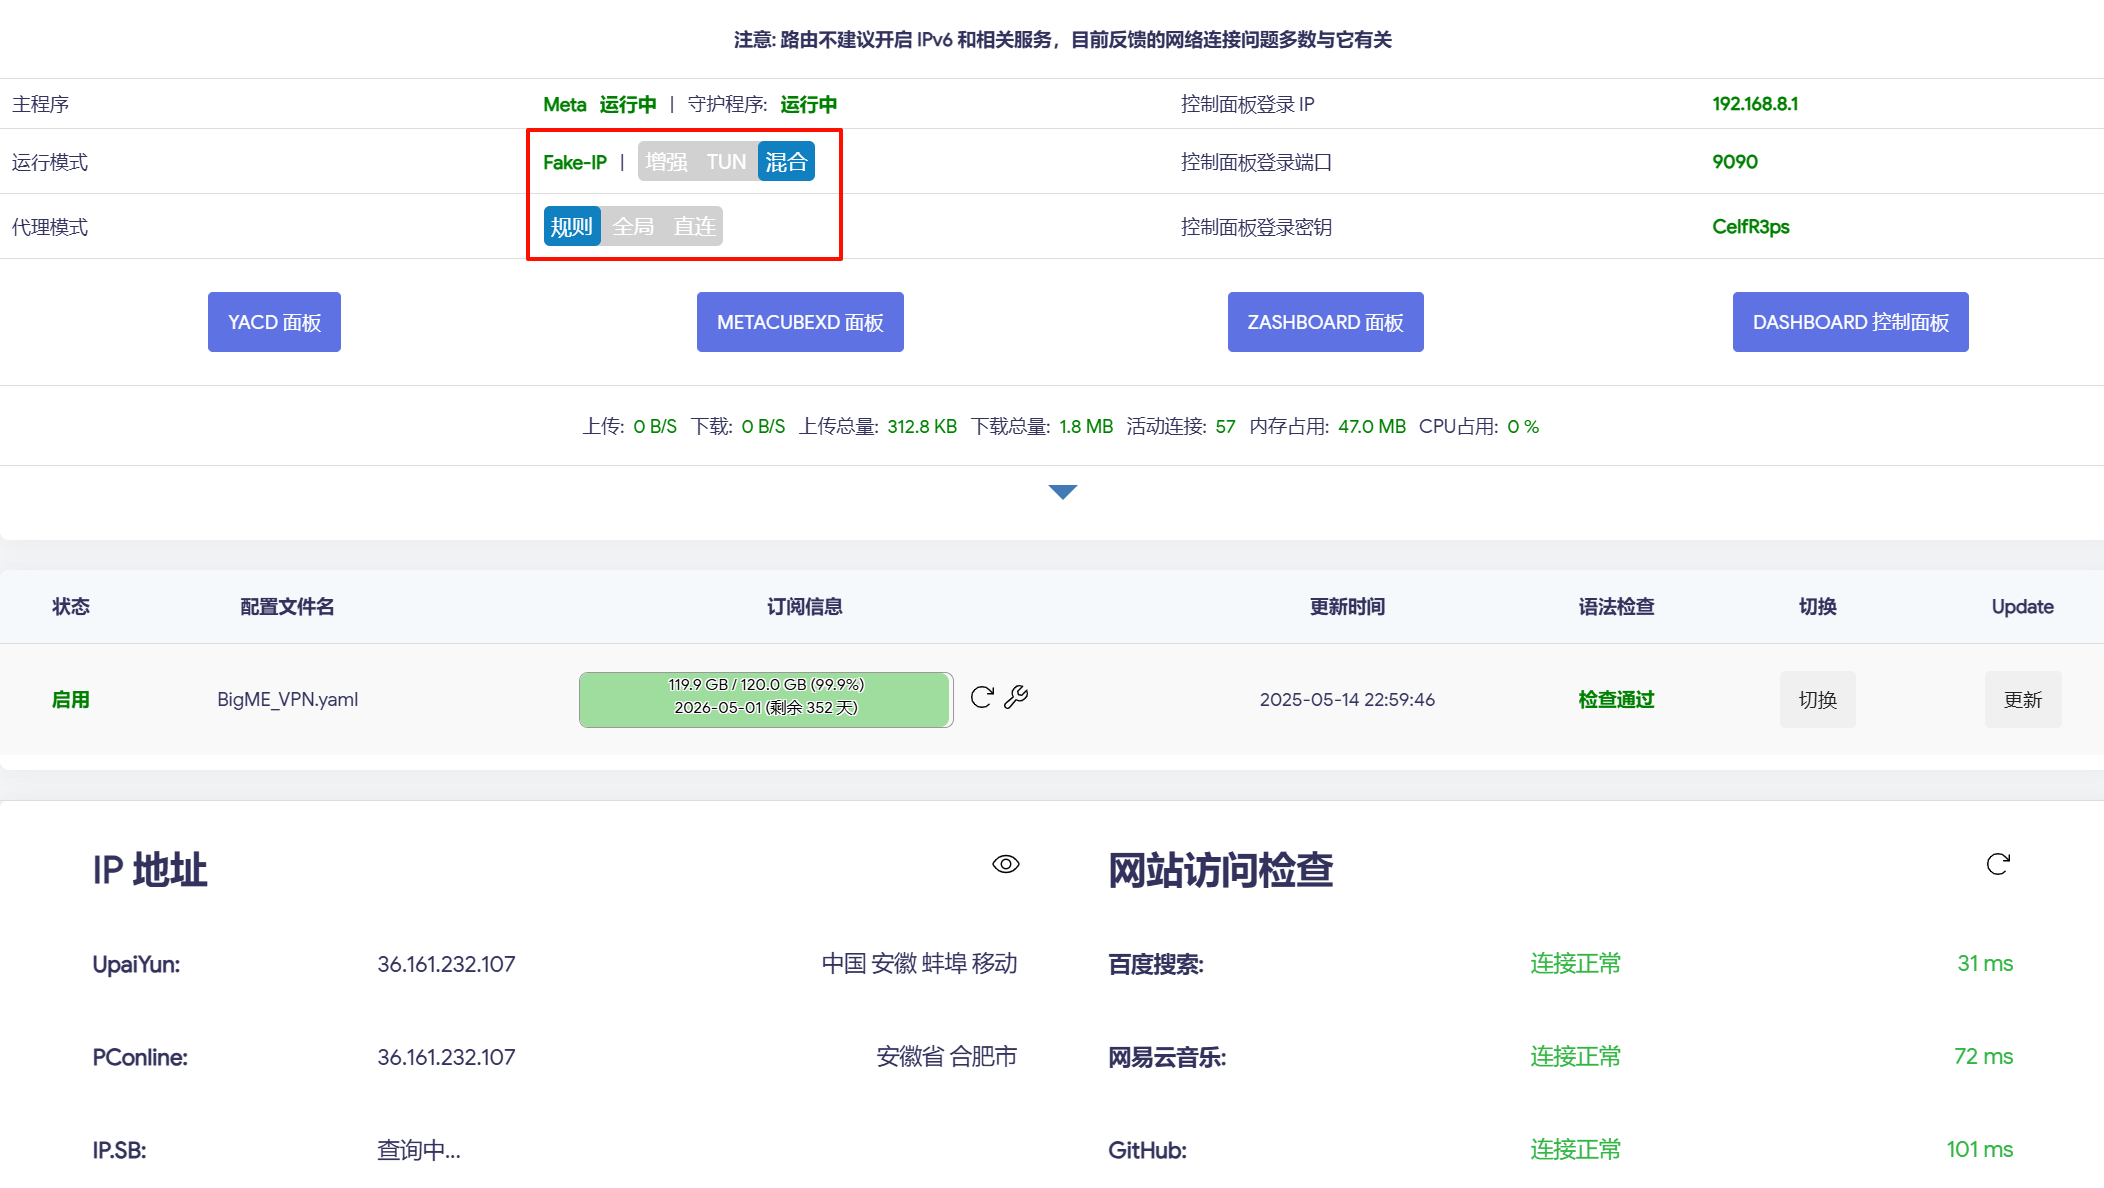 注意: 路由不建议开启 IPv6 和相关服务，目前反馈的网络连接问题多数与它有关
主程序 Meta 运行中 | 守护程序: 运行中 控制面板登录 IP 192.168.8.1
运行模式 Fake-IP | 增强 TUN 混合 控制面板登录端口 9090
代理模式 规则 全局 直连 控制面板登录密钥 CelfR3ps
YACD 面板 METACUBEXD 面板 ZASHBOARD 面板 DASHBOARD 控制面板
上传: 0 B/S 下载: 0 B/S 上传总量: 312.8 KB 下载总量: 1.8 MB 活动连接: 57 内存占用: 47.0 MB CPU占用: 0 %
状态 配置文件名 订阅信息 更新时间 语法检查 切换 Update
启用 BigME_VPN.yaml 119.9 GB / 120.0 GB (99.9%)
2026-05-01 (剩余 352 天) 2025-05-14 22:59:46 检查通过 切换 更新
IP 地址
UpaiYun: 36.161.232.107 中国 安徽 蚌埠 移动
PConline: 36.161.232.107 安徽省 合肥市
IP.SB: 查询中...
网站访问检查
百度搜索: 连接正常 31 ms
网易云音乐: 连接正常 72 ms
GitHub: 连接正常 101 ms